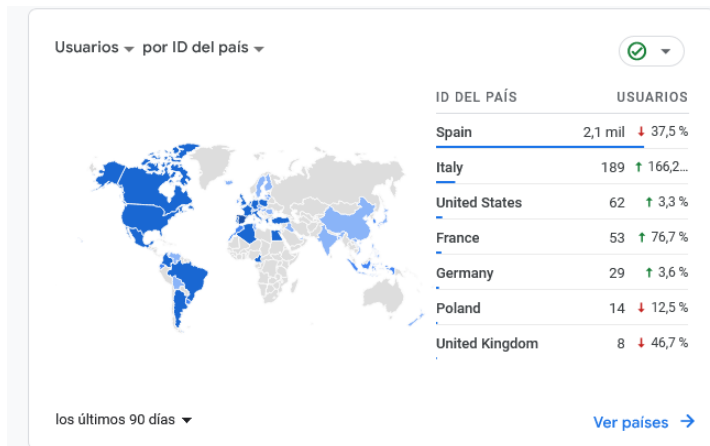 Usuarios por ID del país
ID DEL PAÍS USUARIOS
Spain 2,1 mil ↓ 37,5 %
Italy 189 ↑ 166,2...
United States 62 ↑ 3,3 %
France 53 ↑ 76,7 %
Germany 29 ↑ 3,6 %
Poland 14 ↓ 12,5 %
United Kingdom 8 ↓ 46,7 %
los últimos 90 días Ver países →